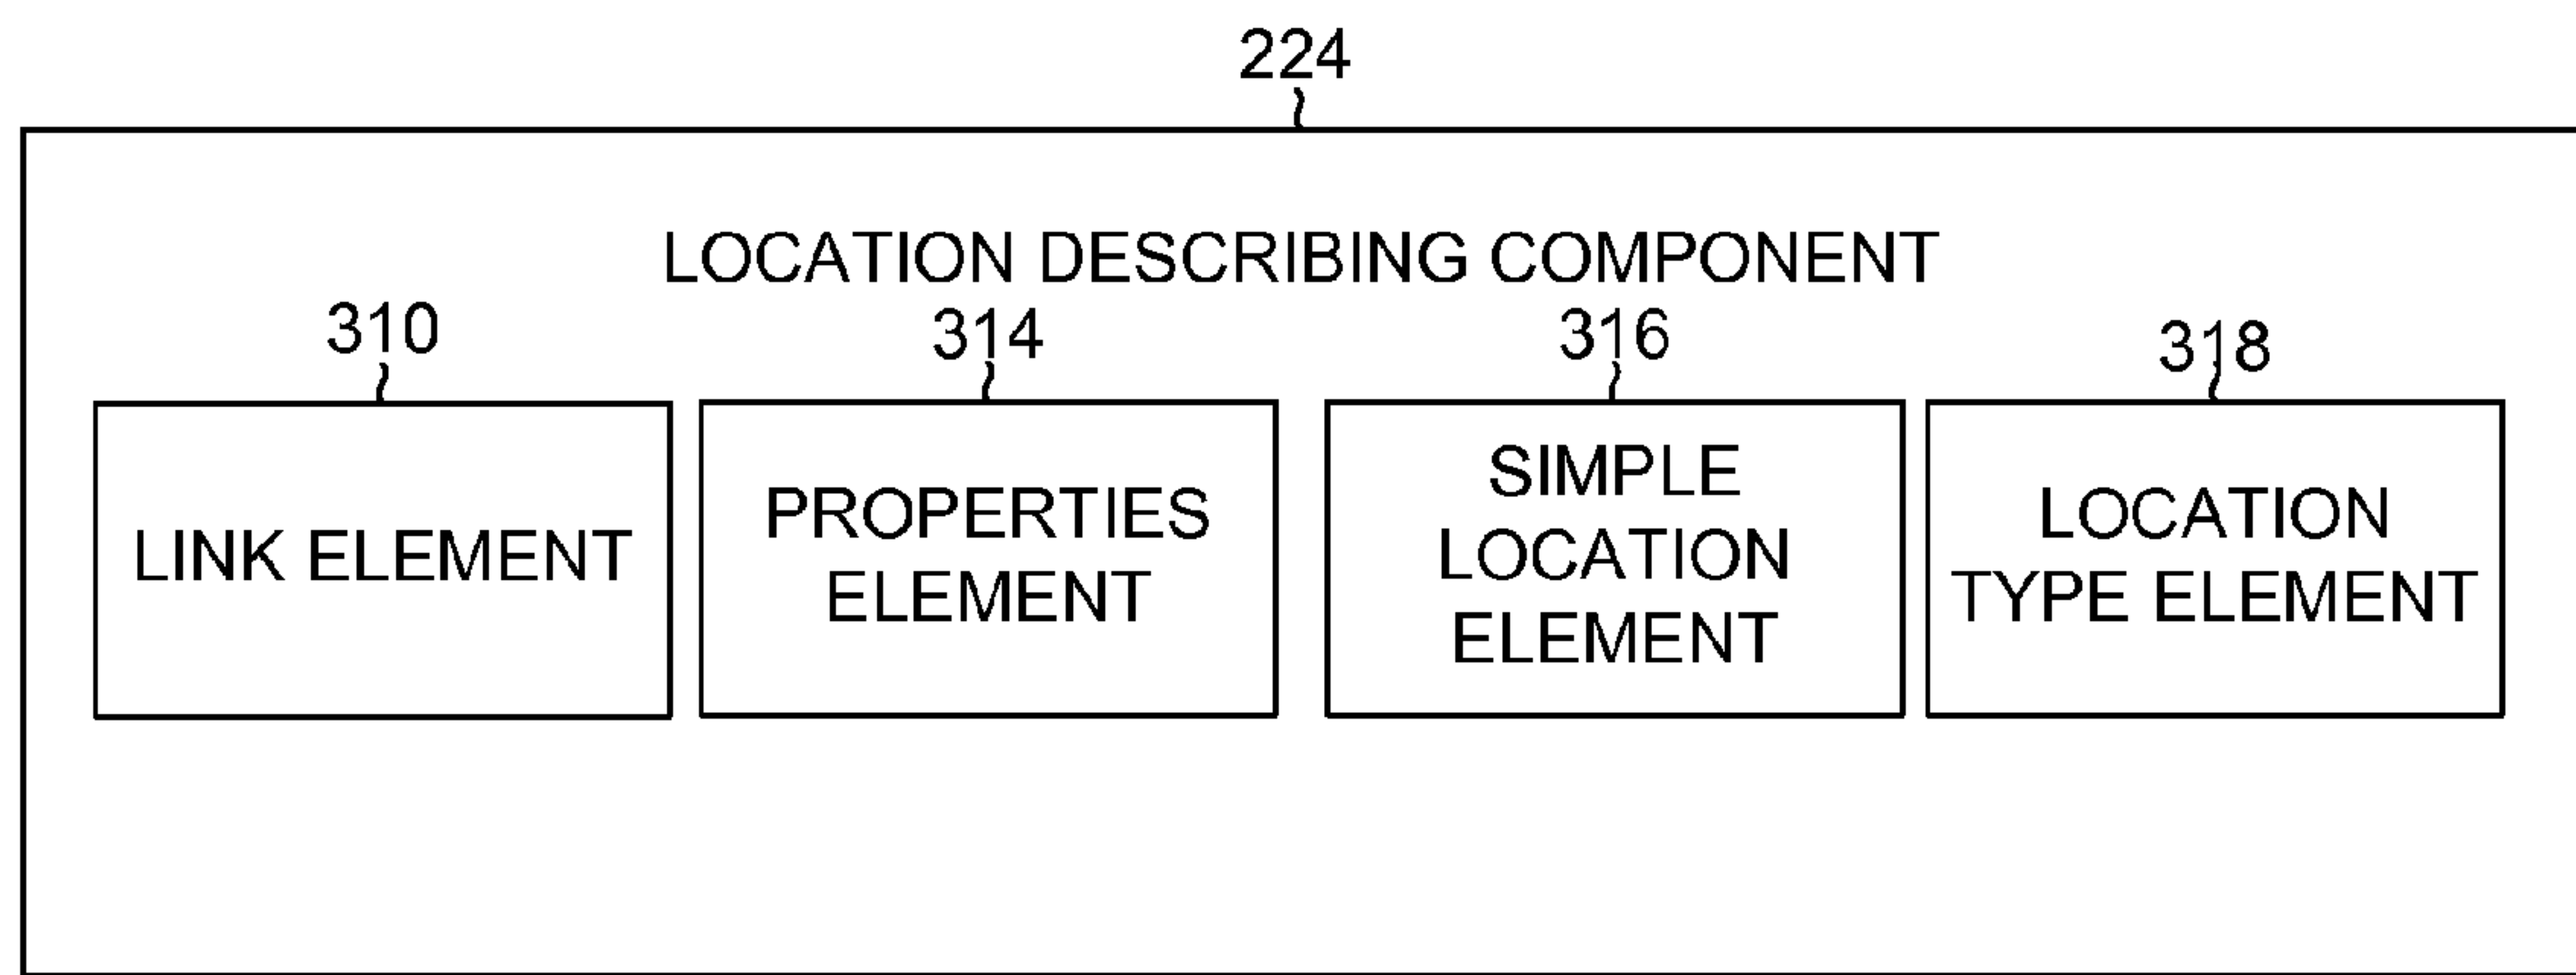 224
LOCATION DESCRIBING COMPONENT
310
314
316
318
LINK ELEMENT
PROPERTIES
ELEMENT
SIMPLE
LOCATION
ELEMENT
LOCATION
TYPE ELEMENT